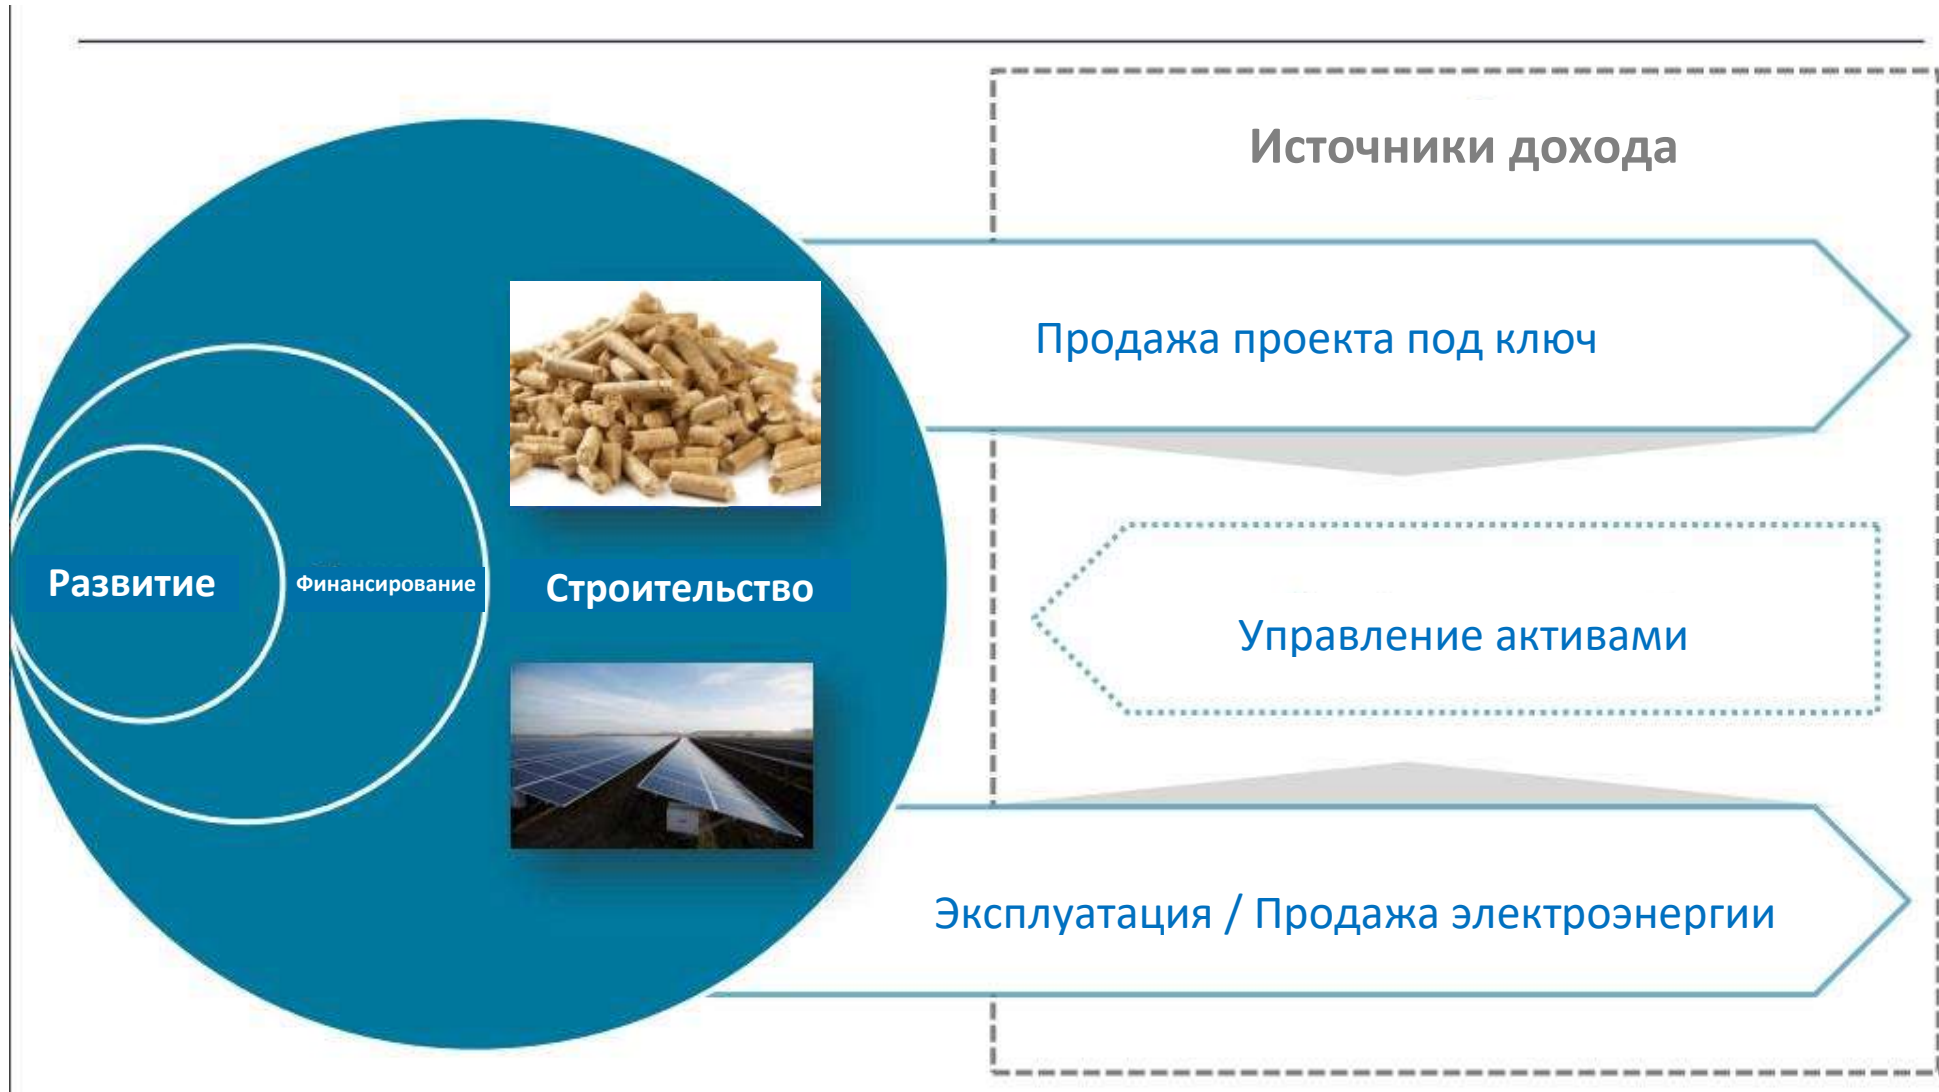 Источники дохода
Продажа проекта под ключ
Развитие
Финансирование
Строительство
Управление активами
Эксплуатация / Продажа электроэнергии